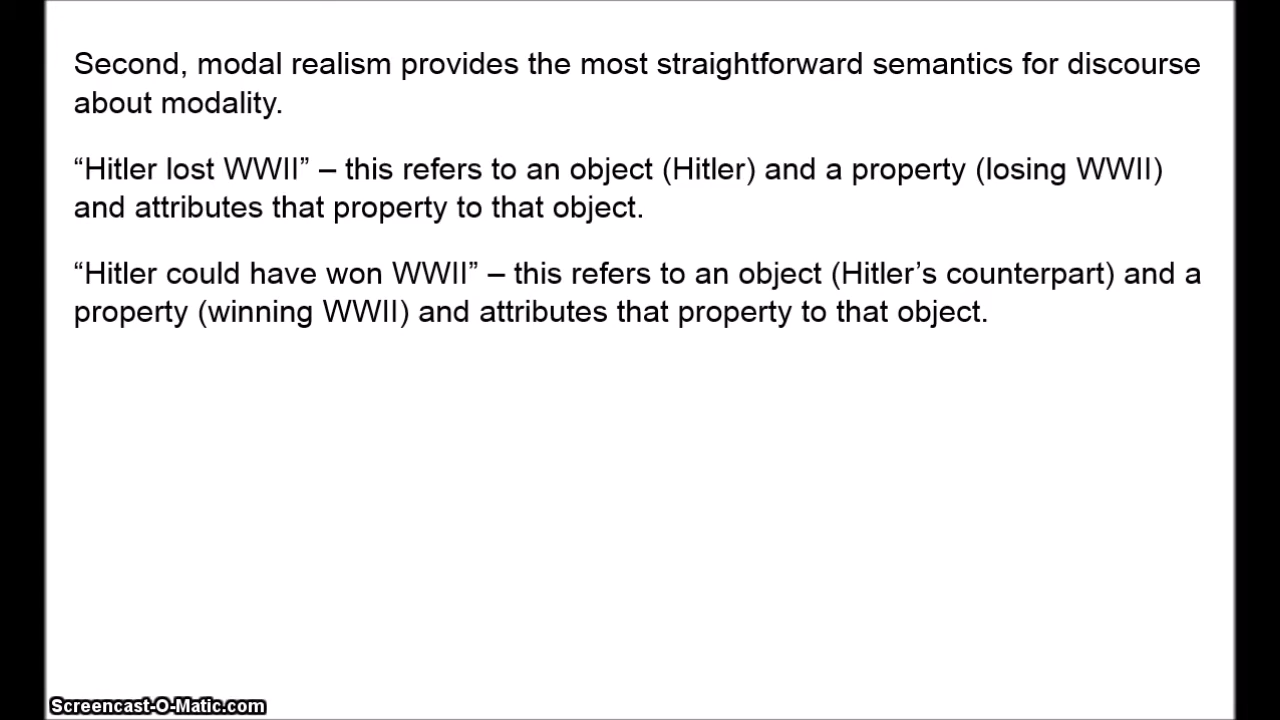 Second, modal realism provides the most straightforward semantics for discourse
about modality.
“Hitler lost WWII” – this refers to an object (Hitler) and a property (losing WWII)
and attributes that property to that object.
“Hitler could have won WWII” – this refers to an object (Hitler’s counterpart) and a
property (winning WWII) and attributes that property to that object.
Screencast-O-Matic.com